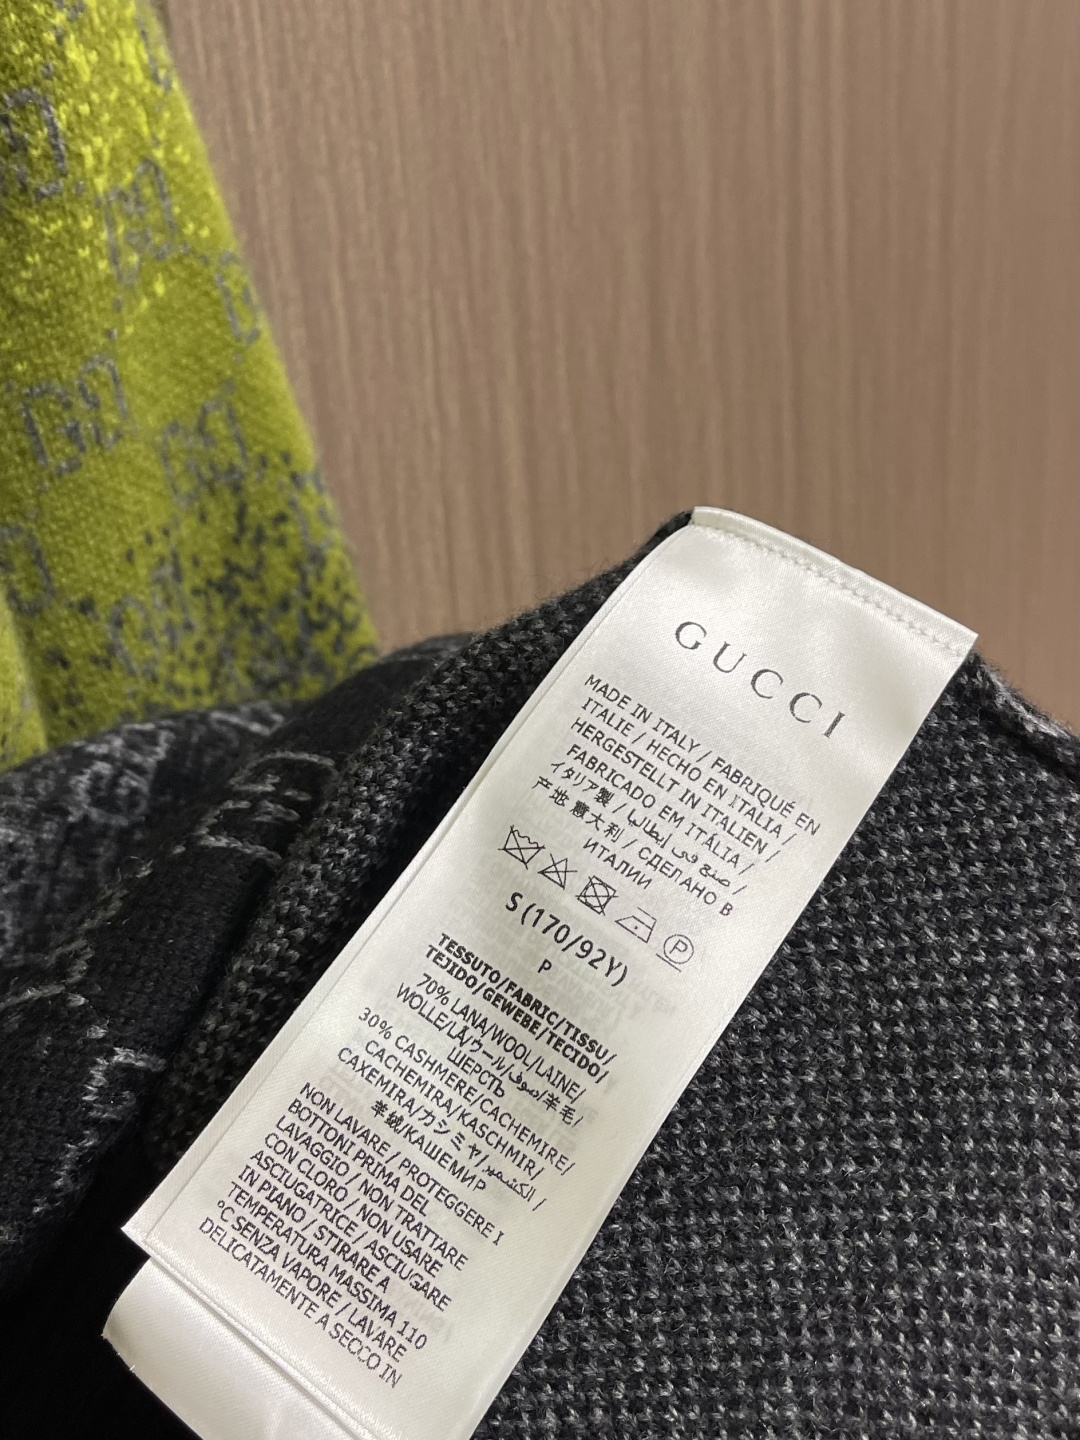 GUCCI
MADE IN ITALY / FABRIQUÉ EN
ITALIE / HECHO EN ITALIA /
HERGESTELLT IN ITALIEN /
FABRICADO EM ITALIA /
イタリア製 / صنع في ايطاليا /
产地 意大利 / СДЕЛАНО В
ИТАЛИИ
P
S (170/92Y)
P
TESSUTO/FABRIC/TISSU/
TEJIDO/GEWEBE/TECIDO/
70% LANA/WOOL/LAINE/
WOLLE/LÃ/ウール/صوف/羊毛/
ШЕРСТЬ
30% CASHMERE/CACHEMIRE/
CACHEMIRA/KASCHMIR/
CAXEMIRA/カシミヤ/الكشمير/
羊绒/КАШЕМИР
NON LAVARE / PROTEGGERE I
BOTTONI PRIMA DEL
LAVAGGIO / NON TRATTARE
CON CLORO / NON USARE
ASCIUGATRICE / ASCIUGARE
IN PIANO / STIRARE A
TEMPERATURA MASSIMA 110
°C SENZA VAPORE / LAVARE
DELICATAMENTE A SECCO IN